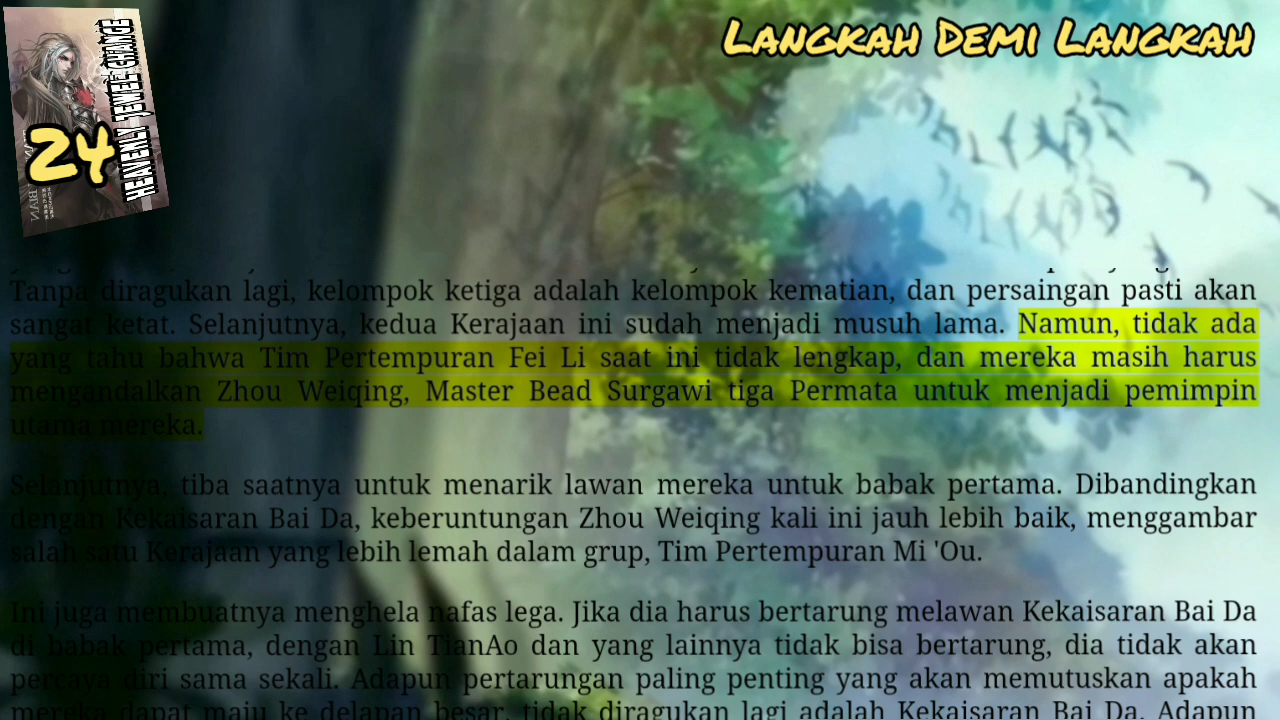 Langkah Demi Langkah
HEAVENLY JEWEL CHANGE
24
Tanpa diragukan lagi, kelompok ketiga adalah kelompok kematian, dan persaingan pasti akan
sangat ketat. Selanjutnya, kedua Kerajaan ini sudah menjadi musuh lama. Namun, tidak ada
yang tahu bahwa Tim Pertempuran Fei Li saat ini tidak lengkap, dan mereka masih harus
mengandalkan Zhou Weiqing, Master Bead Surgawi tiga Permata untuk menjadi pemimpin
utama mereka.
Selanjutnya, tiba saatnya untuk menarik lawan mereka untuk babak pertama. Dibandingkan
dengan Kekaisaran Bai Da, keberuntungan Zhou Weiqing kali ini jauh lebih baik, menggambar
salah satu Kerajaan yang lebih lemah dalam grup, Tim Pertempuran Mi 'Ou.
Ini juga membuatnya menghela nafas lega. Jika dia harus bertarung melawan Kekaisaran Bai Da
di babak pertama, dengan Lin TianAo dan yang lainnya tidak bisa bertarung, dia tidak akan
percaya diri sama sekali. Adapun pertarungan paling penting yang akan memutuskan apakah
mereka dapat maju ke delapan besar, tidak diragukan lagi adalah Kekaisaran Bai Da. Adapun